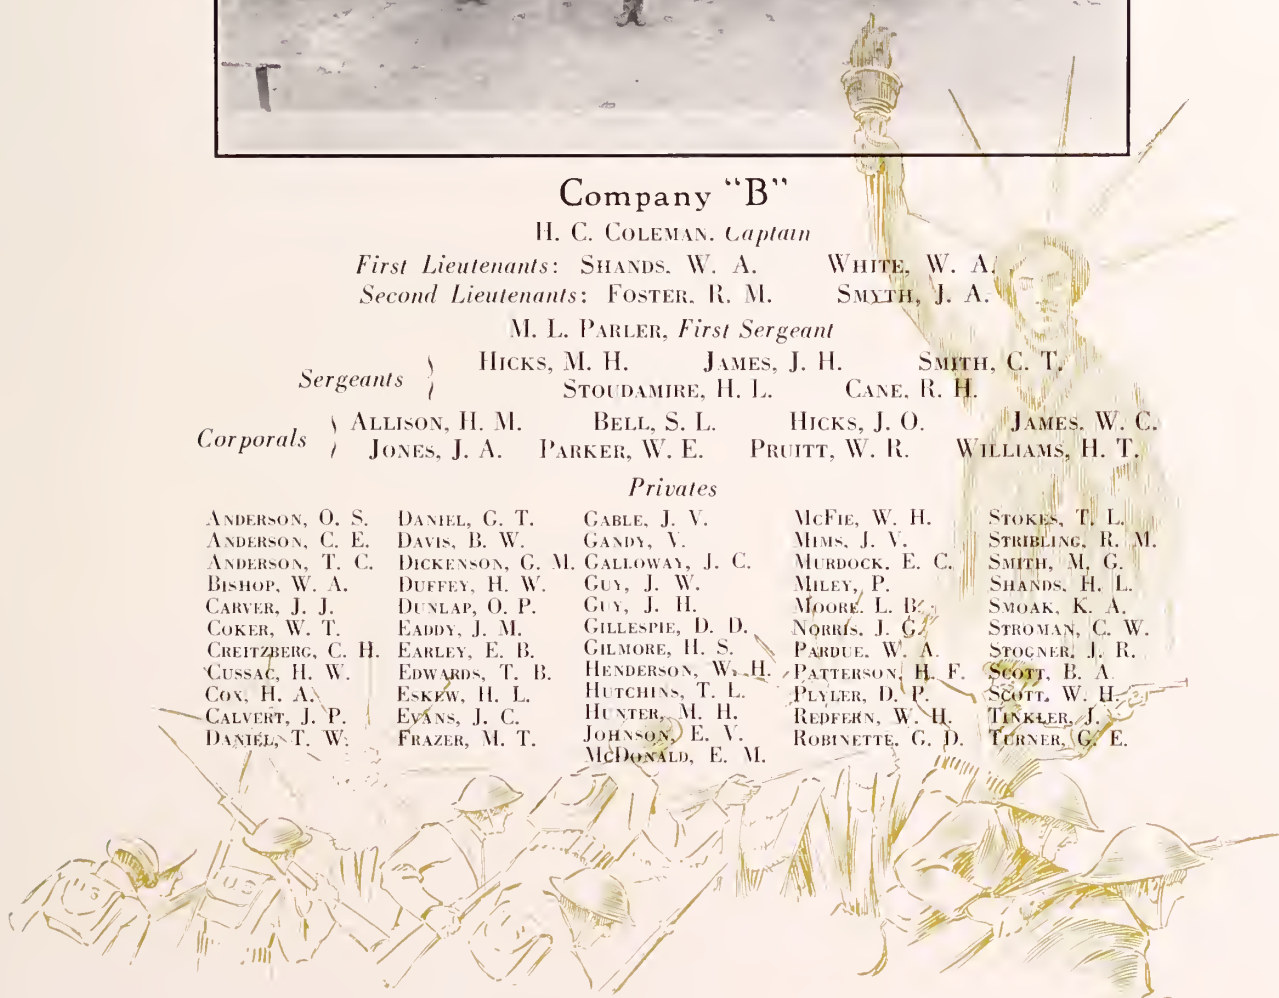 Company “B”
H. C. COLEMAN. Captain
First Lieutenants: SHANDS. W. A. WHITE, W. A.
Second Lieutenants: FOSTER. R. M. SMYTH, J. A.
M. L. PARLER, First Sergeant
Sergeants } HICKS, M. H. JAMES, J. H. SMITH, C. T.
STOUDAMIRE, H. L. CANE, R. H.
Corporals } ALLISON, H. M. BELL, S. L. HICKS, J. O. JAMES. W. C.
JONES, J. A. PARKER, W. E. PRUITT, W. R. WILLIAMS, H. T.
Privates
ANDERSON, O. S.
ANDERSON, C. E.
ANDERSON, T. C.
BISHOP, W. A.
CARVER, J. J.
COKER, W. T.
CREITZBERG, C. H.
CUSSAC, H. W.
COX, H. A.
CALVERT, J. P.
DANIEL, T. W.
DANIEL, G. T.
DAVIS, B. W.
DICKENSON, G. M.
DUFFEY, H. W.
DUNLAP, O. P.
EADDY, J. M.
EARLEY, E. B.
EDWARDS, T. B.
ESKEW, H. L.
EVANS, J. C.
FRAZER, M. T.
GABLE, J. V.
GANDY, V.
GALLOWAY, J. C.
GUY, J. W.
GUY, J. H.
GILLESPIE, D. D.
GILMORE, H. S.
HENDERSON, W. H.
HUTCHINS, T. L.
HUNTER, M. H.
JOHNSON, E. V.
MCDONALD, E. M.
MCFIE, W. H.
MIMS, J. V.
MURDOCK. E. C.
MILEY, P.
MOORE. L. B.
NORRIS. J. G.
PARDUE. W. A.
PATTERSON, H. F.
PLYLER, D. P.
REDFERN, W. H.
ROBINETTE. G. D.
STOKES, T. L.
STRIBLING, R. M.
SMITH, M. G.
SHANDS, H. L.
SMOAK, K. A.
STROMAN, C. W.
STOGNER, J. R.
SCOTT, B. A.
SCOTT, W. H.
TINKLER, J.
TURNER, G. E.